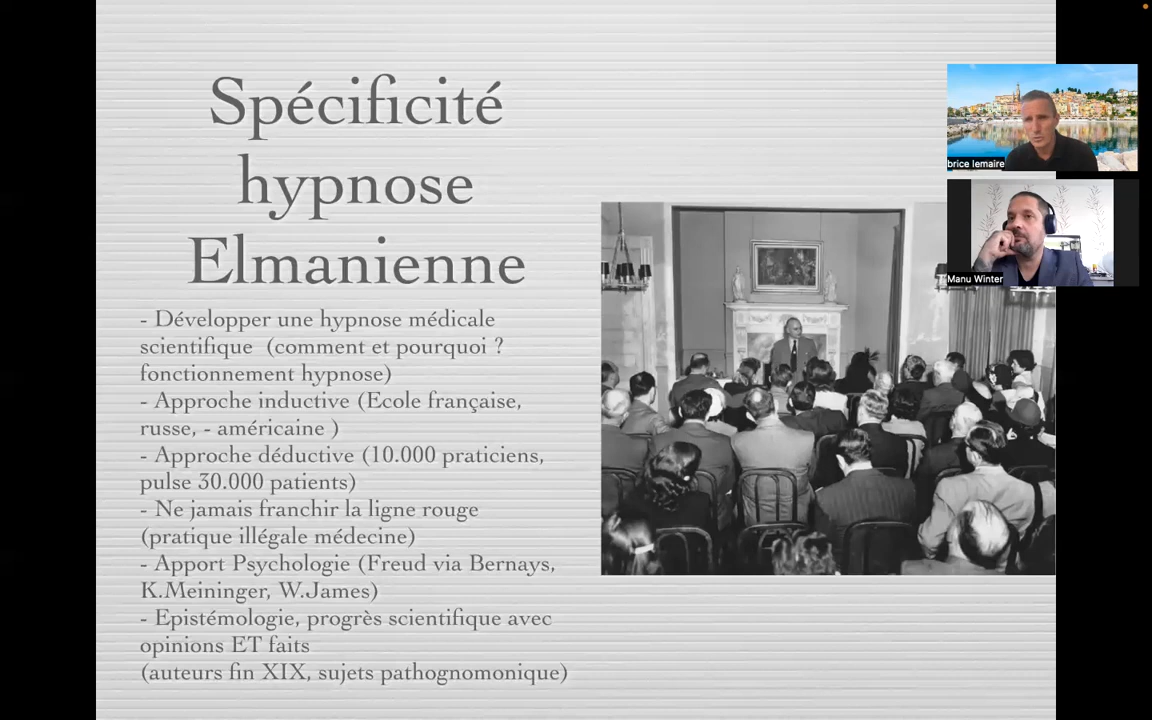 Spécificité
hypnose
Elmanienne
- Développer une hypnose médicale
scientifique (comment et pourquoi ?
fonctionnement hypnose)
- Approche inductive (Ecole française,
russe, - américaine )
- Approche déductive (10.000 praticiens,
pulse 30.000 patients)
- Ne jamais franchir la ligne rouge
(pratique illégale médecine)
- Apport Psychologie (Freud via Bernays,
K.Meininger, W.James)
- Epistémologie, progrès scientifique avec
opinions ET faits
(auteurs fin XIX, sujets pathognomonique)
brice lemaire
Manu Winter